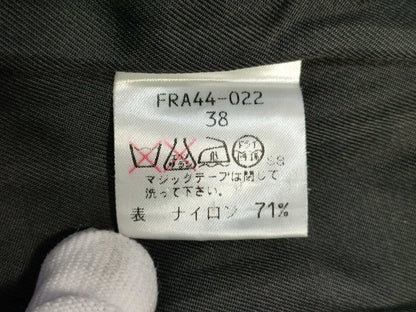 FRA44-022
38
マジックテープは閉じて
洗って下さい。
表 ナイロン 71%